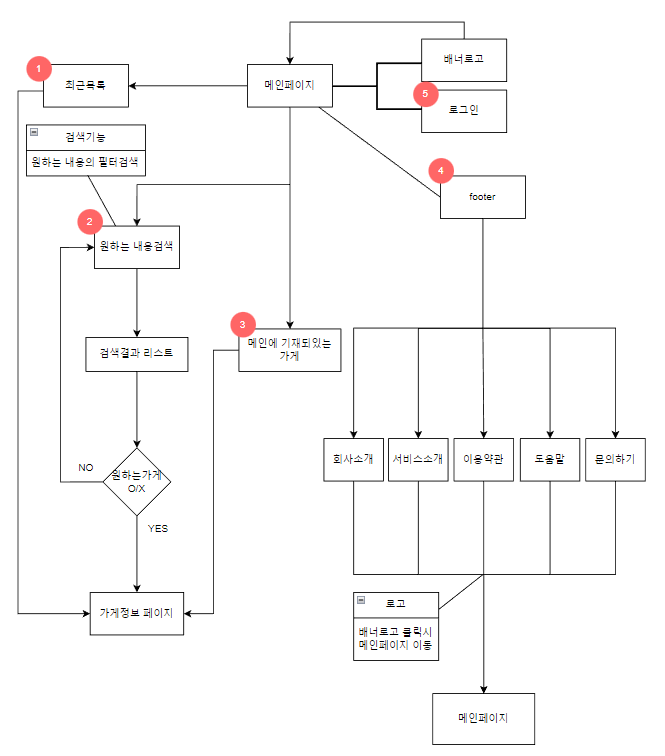 배너로고
1
최근목록
메인페이지
5
로그인
검색기능
원하는 내용의 필터검색
4
footer
2
원하는 내용검색
3
메인에 기재되있는
가게
검색결과 리스트
회사소개
서비스소개
이용약관
도움말
문의하기
NO
원하는가게
O/X
YES
가게정보 페이지
로고
배너로고 클릭시
메인페이지 이동
메인페이지